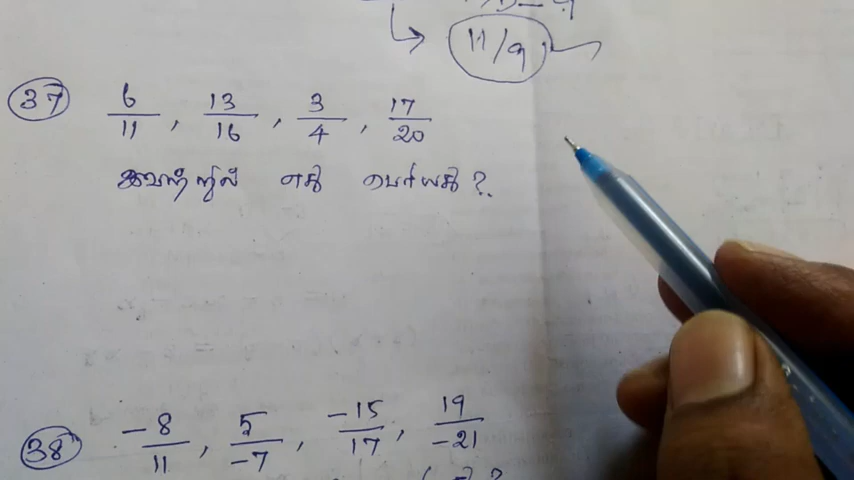 11/9
37 6/11, 13/16, 3/4, 17/20
இவற்றில் எது பெரியது?
38 -8/11, 5/-7, -15/17, 19/-21